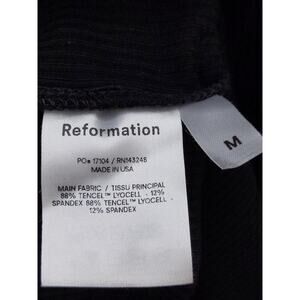 Reformation
PO# 17104 / RN143248
MADE IN USA
MAIN FABRIC / TISSU PRINCIPAL
88% TENCEL™ LYOCELL · 12%
SPANDEX 88% TENCEL™ LYOCELL ·
12% SPANDEX
M